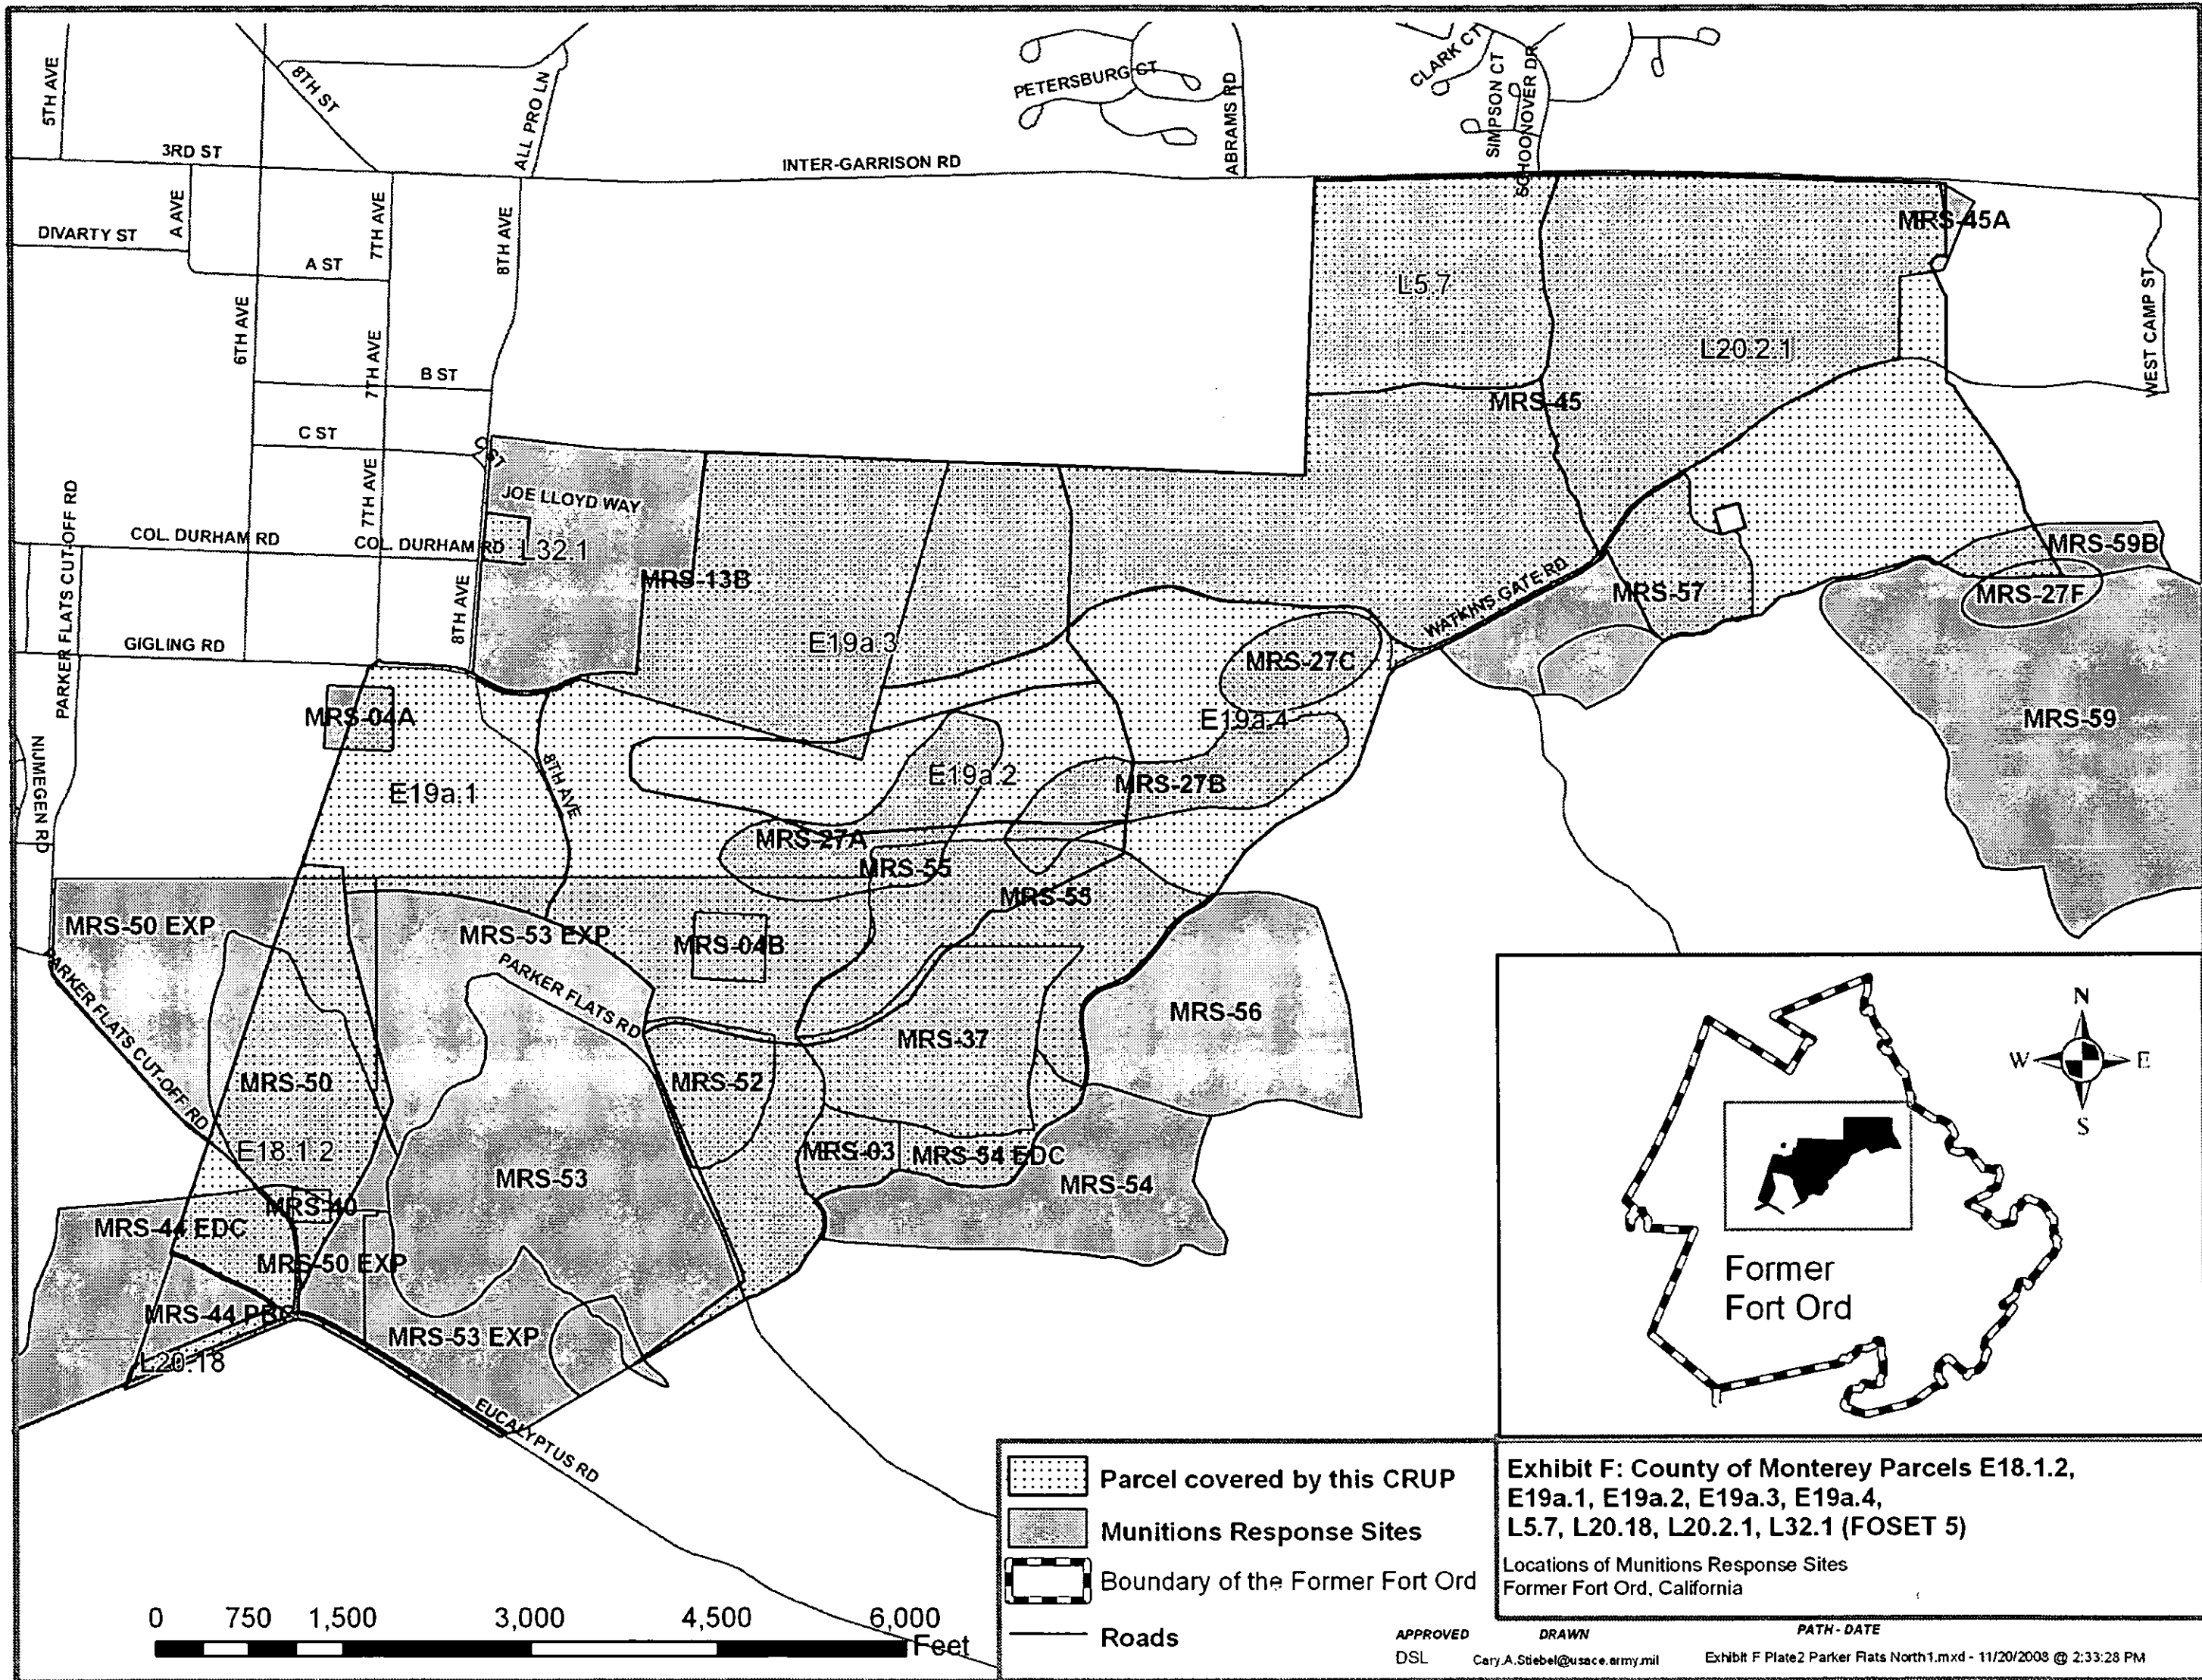 5TH AVE
8TH ST
ALL PRO LN
PETERSBURG CT
ABRAMS RD
CLARK CT
SIMPSON CT
SCHOONOVER DR
3RD ST
INTER-GARRISON RD
A AVE
7TH AVE
8TH AVE
DIVARTY ST
A ST
MRS-45A
WEST CAMP ST
L5.7
6TH AVE
7TH AVE
B ST
L20.2.1
MRS-45
C ST
C ST
7TH AVE
JOE LLOYD WAY
PARKER FLATS CUT-OFF RD
COL. DURHAM RD
COL. DURHAM RD
L32.1
MRS-13B
MRS-59B
MRS-57
MRS-27F
WATKINS GATE RD
8TH AVE
GIGLING RD
E19a.3
MRS-27C
MRS-04A
E19a.4
MRS-59
NIJMEGEN RD
E19a.1
8TH AVE
E19a.2
MRS-27B
MRS-27A
MRS-55
MRS-55
MRS-50 EXP
MRS-53 EXP
MRS-04B
PARKER FLATS RD
PARKER FLATS CUT-OFF RD
MRS-56
MRS-37
MRS-50
MRS-52
E18.1.2
MRS-03
MRS-54 EDC
MRS-53
MRS-54
MRS-40
MRS-44 EDC
MRS-50 EXP
MRS-44 PBC
MRS-53 EXP
L20.18
EUCALYPTUS RD
N
W E
S
Former
Fort Ord
Parcel covered by this CRUP
Munitions Response Sites
Boundary of the Former Fort Ord
Roads
Exhibit F: County of Monterey Parcels E18.1.2,
E19a.1, E19a.2, E19a.3, E19a.4,
L5.7, L20.18, L20.2.1, L32.1 (FOSET 5)
Locations of Munitions Response Sites
Former Fort Ord, California
0 750 1,500 3,000 4,500 6,000
Feet
APPROVED DRAWN PATH - DATE
DSL Cary.A.Stiebel@usace.army.mil Exhibit F Plate2 Parker Flats North1.mxd - 11/20/2008 @ 2:33:28 PM